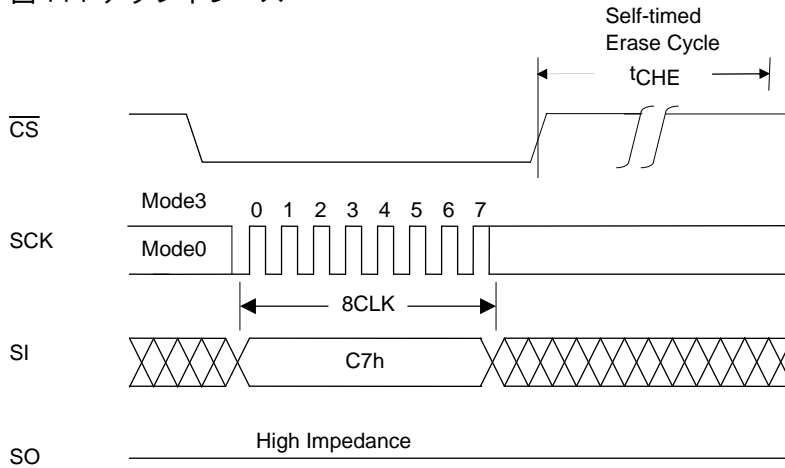 Self-timed
Erase Cycle
tCHE
CS
Mode3
0 1 2 3 4 5 6 7
SCK
Mode0
8CLK
SI
C7h
High Impedance
SO